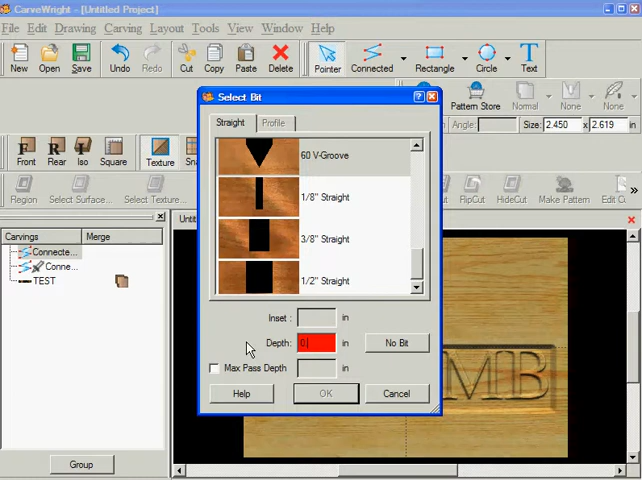 CarveWright - [Untitled Project]
File Edit Drawing Carving Layout Tools View Window Help
New Open Save Undo Redo Cut Copy Paste Delete Pointer Connected Rectangle Circle Text
Pattern Store Normal None None
Angle: Size: 2.450 x 2.619 in
Front Rear Iso Square Texture
Region Select Surface... Select Texture... FlipCut HideCut Make Pattern Edit C
Select Bit
Straight Profile
60 V-Groove
1/8" Straight
3/8" Straight
1/2" Straight
Inset : in
Depth: 0. in No Bit
Max Pass Depth in
Help OK Cancel
Carvings Merge
Connecte...
Conne...
TEST
Group
MB